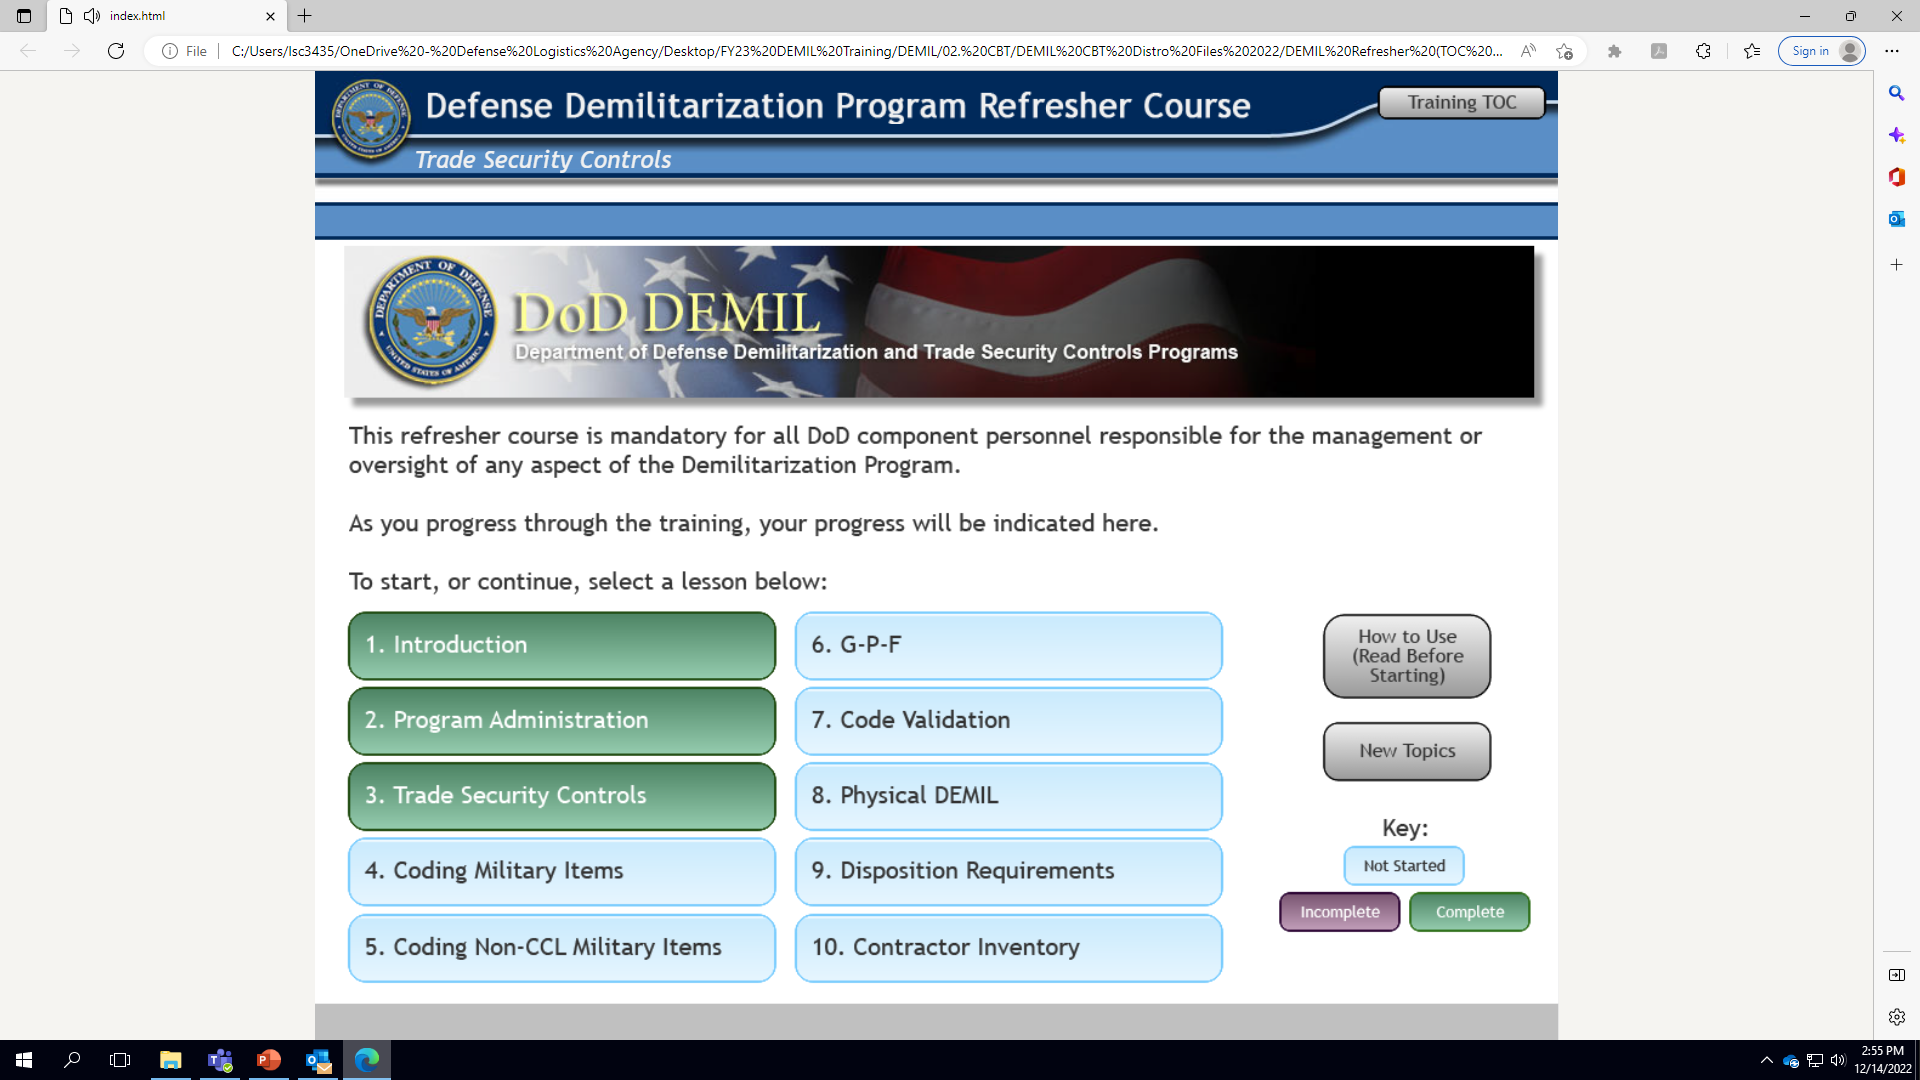 index.html
File
C:/Users/lsc3435/OneDrive%20-%20Defense%20Logistics%20Agency/Desktop/FY23%20DEMIL%20Training/DEMIL/02.%20CBT/DEMIL%20CBT%20Distro%20Files%202022/DEMIL%20Refresher%20(TOC%20...
Sign in
Defense Demilitarization Program Refresher Course
Training TOC
Trade Security Controls
DEPARTMENT OF DEFENSE
UNITED STATES OF AMERICA
DoD DEMIL
Department of Defense Demilitarization and Trade Security Controls Programs
This refresher course is mandatory for all DoD component personnel responsible for the management or
oversight of any aspect of the Demilitarization Program.
As you progress through the training, your progress will be indicated here.
To start, or continue, select a lesson below:
1. Introduction
2. Program Administration
3. Trade Security Controls
4. Coding Military Items
5. Coding Non-CCL Military Items
6. G-P-F
7. Code Validation
8. Physical DEMIL
9. Disposition Requirements
10. Contractor Inventory
How to Use
(Read Before
Starting)
New Topics
Key:
Not Started
Incomplete
Complete
2:55 PM
12/14/2022